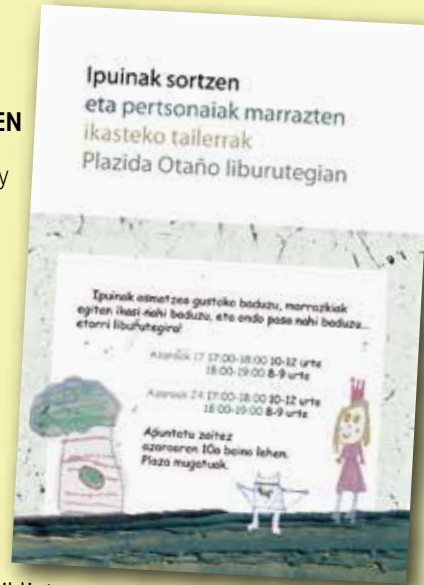 Ipuinak sortzen
eta pertsonaiak marrazten
ikasteko tailerrak
Plazida Otaño liburutegian
EN
y
Ipuinak asmatzea gustoko baduzu, marrazkiak
egiten ikasi nahi baduzu, eta ondo pasa nahi baduzu...
etorri liburutegira!
Azaroak 17 17:00-18:00 10-12 urte
18:00-19:00 8-9 urte
Azaroak 24 17:00-18:00 10-12 urte
18:00-19:00 8-9 urte
Apuntatu zaitez
azaroaren 10a baino lehen.
Plaza mugatuak.